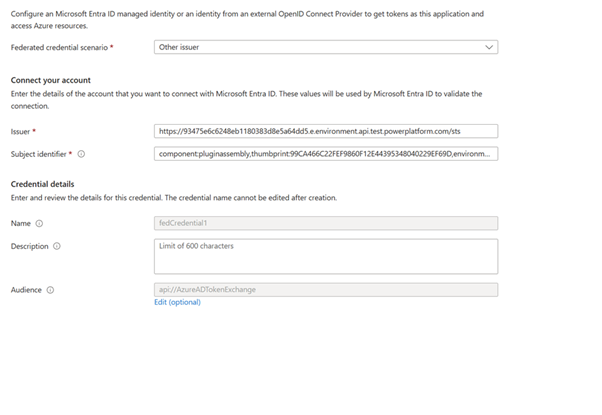 Configure an Microsoft Entra ID managed identity or an identity from an external OpenID Connect Provider to get tokens as this application and
access Azure resources.
Federated credential scenario * Other issuer
Connect your account
Enter the details of the account that you want to connect with Microsoft Entra ID. These values will be used by Microsoft Entra ID to validate the
connection.
Issuer * https://93475e6c6248eb1180383d8e5a64dd5.e.environment.api.test.powerplatform.com/sts
Subject identifier * component:pluginassembly,thumbprint:99CA466C22FEF9860F12E44395348040229EF69D,environm...
Credential details
Enter and review the details for this credential. The credential name cannot be edited after creation.
Name fedCredential1
Description Limit of 600 characters
Audience api://AzureADTokenExchange
Edit (optional)